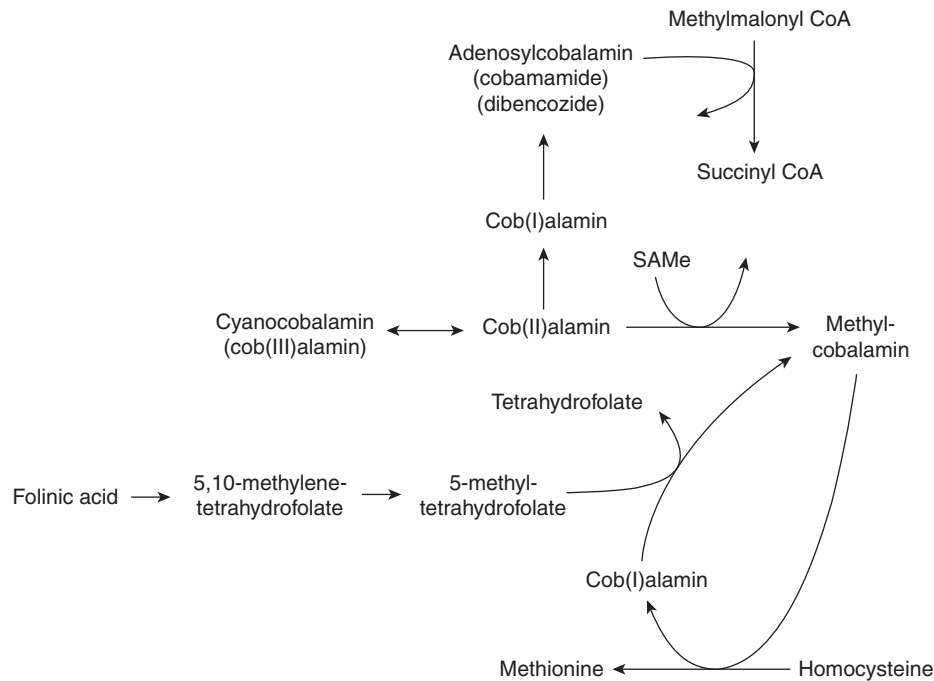 Methylmalonyl CoA
Adenosylcobalamin
(cobamamide)
(dibencozide)
Succinyl CoA
Cob(I)alamin
SAMe
Cyanocobalamin
(cob(III)alamin)
Cob(II)alamin
Methyl-
cobalamin
Tetrahydrofolate
Folinic acid
5,10-methylene-
tetrahydrofolate
5-methyl-
tetrahydrofolate
Cob(I)alamin
Methionine
Homocysteine